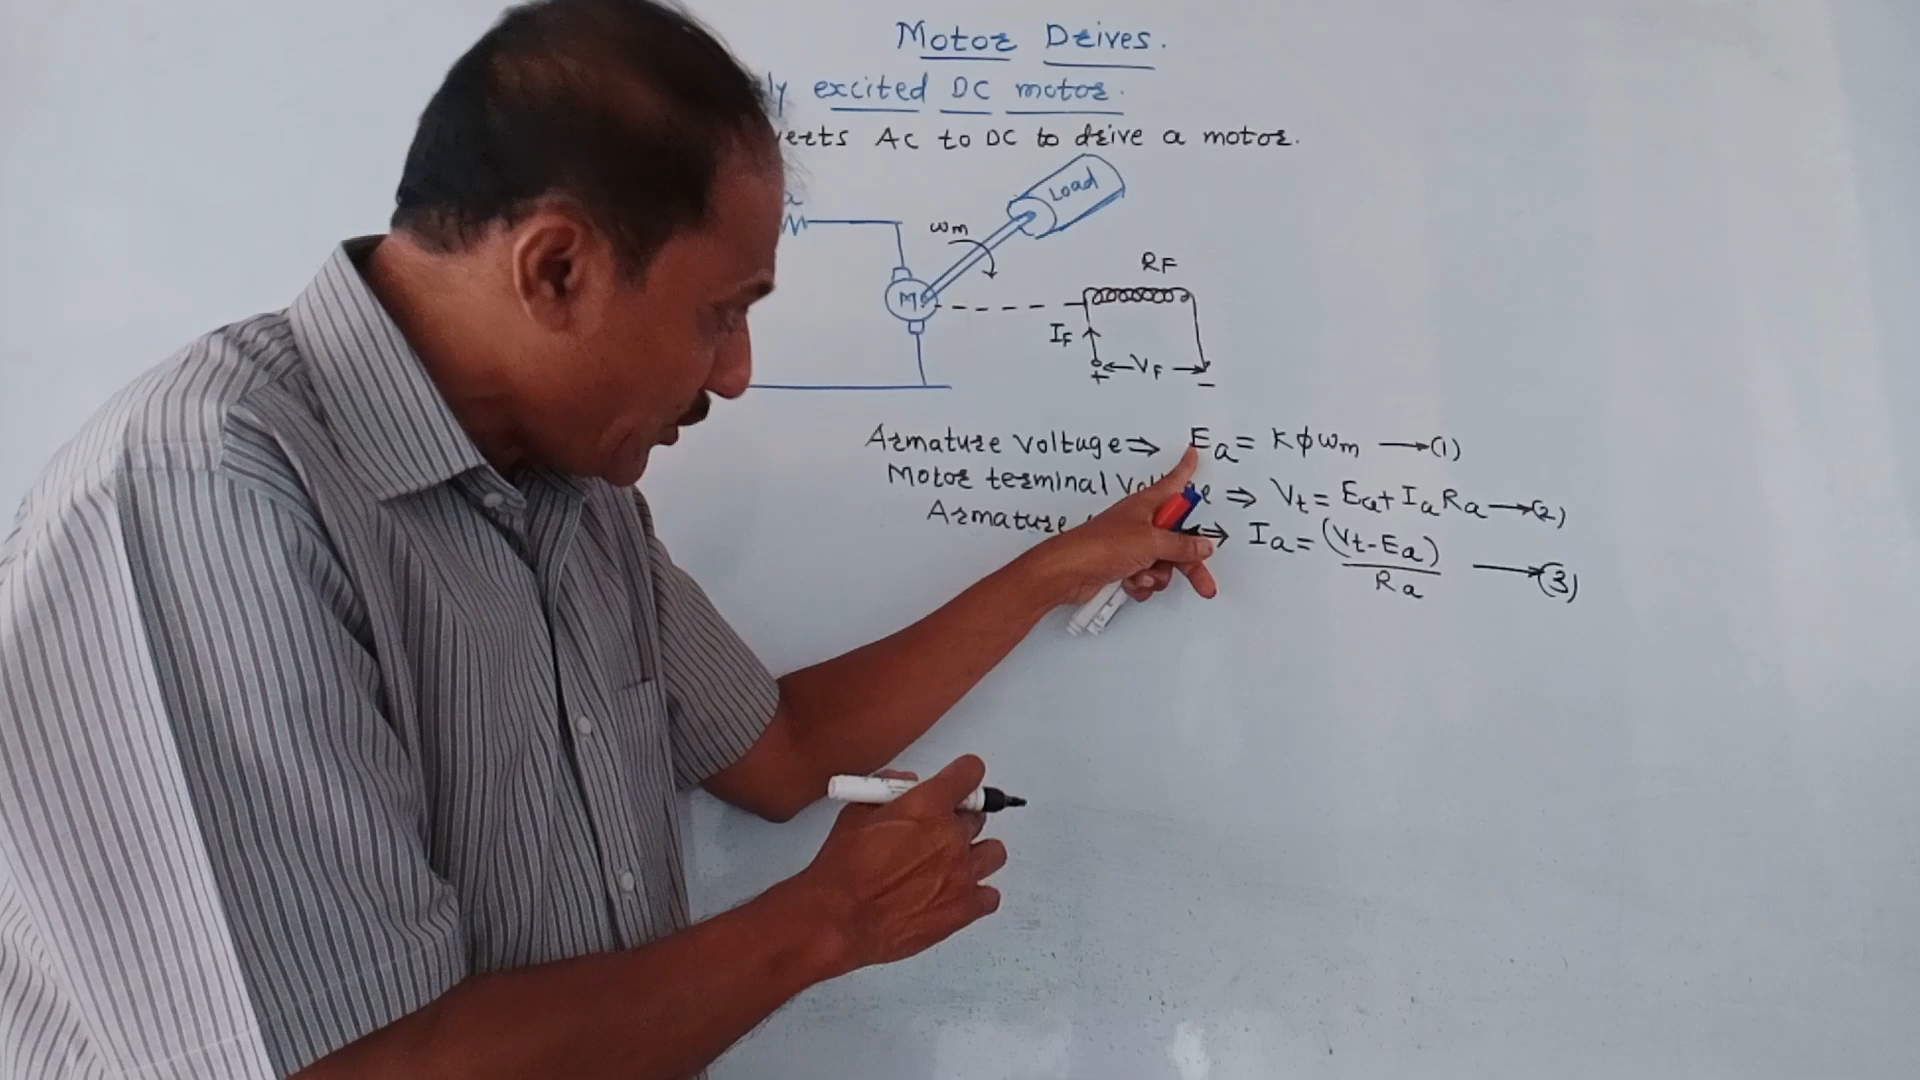 Motor Drives.
excited DC motor.
AC to DC to drive a motor.
Load
ωm
RF
M
IF
VF
+ -
Armature voltage ⇒ Ea = Kϕωm → (1)
Motor terminal ⇒ Vt = Ea + IaRa → (2)
Armature ⇒ Ia = (Vt - Ea) / Ra → (3)